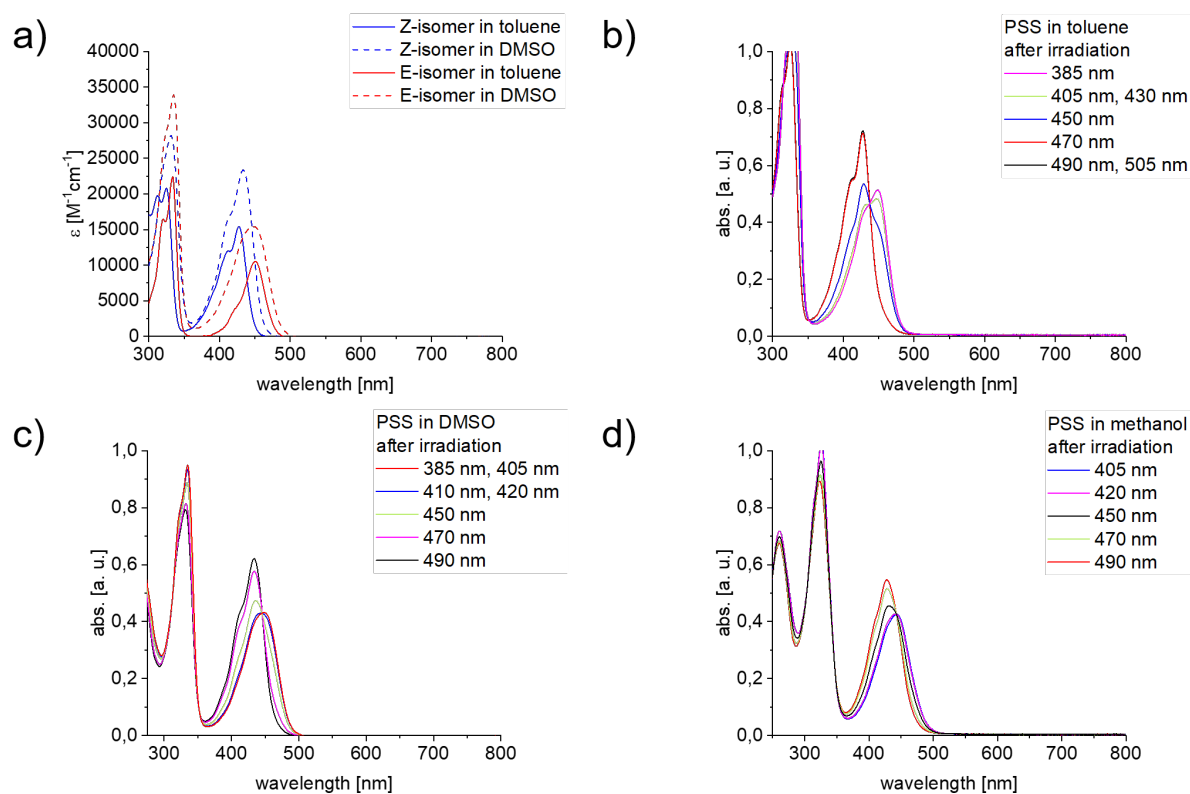 a)
Z-isomer in toluene
Z-isomer in DMSO
E-isomer in toluene
E-isomer in DMSO
40000
35000
30000
25000
20000
15000
10000
5000
0
ε [M⁻¹cm⁻¹]
300 400 500 600 700 800
wavelength [nm]
b)
PSS in toluene
after irradiation
385 nm
405 nm, 430 nm
450 nm
470 nm
490 nm, 505 nm
1,0
0,8
0,6
0,4
0,2
0,0
abs. [a. u.]
300 400 500 600 700 800
wavelength [nm]
c)
PSS in DMSO
after irradiation
385 nm, 405 nm
410 nm, 420 nm
450 nm
470 nm
490 nm
1,0
0,8
0,6
0,4
0,2
0,0
abs. [a. u.]
300 400 500 600 700 800
wavelength [nm]
d)
PSS in methanol
after irradiation
405 nm
420 nm
450 nm
470 nm
490 nm
1,0
0,8
0,6
0,4
0,2
0,0
abs. [a. u.]
300 400 500 600 700 800
wavelength [nm]